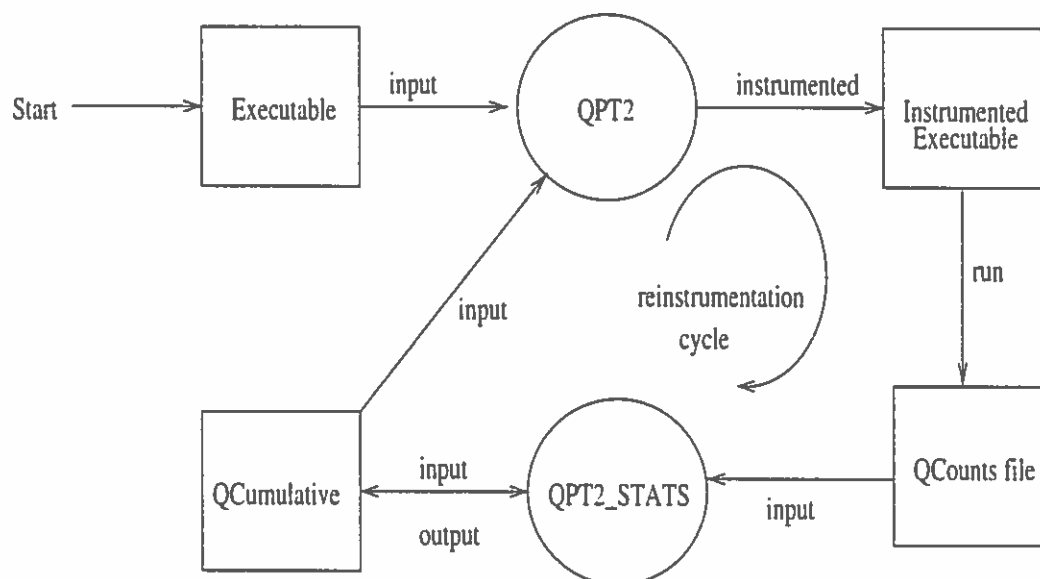 Start
Executable
input
QPT2
instrumented
Instrumented
Executable
run
input
reinstrumentation
cycle
QCumulative
input
output
QPT2_STATS
input
QCounts file